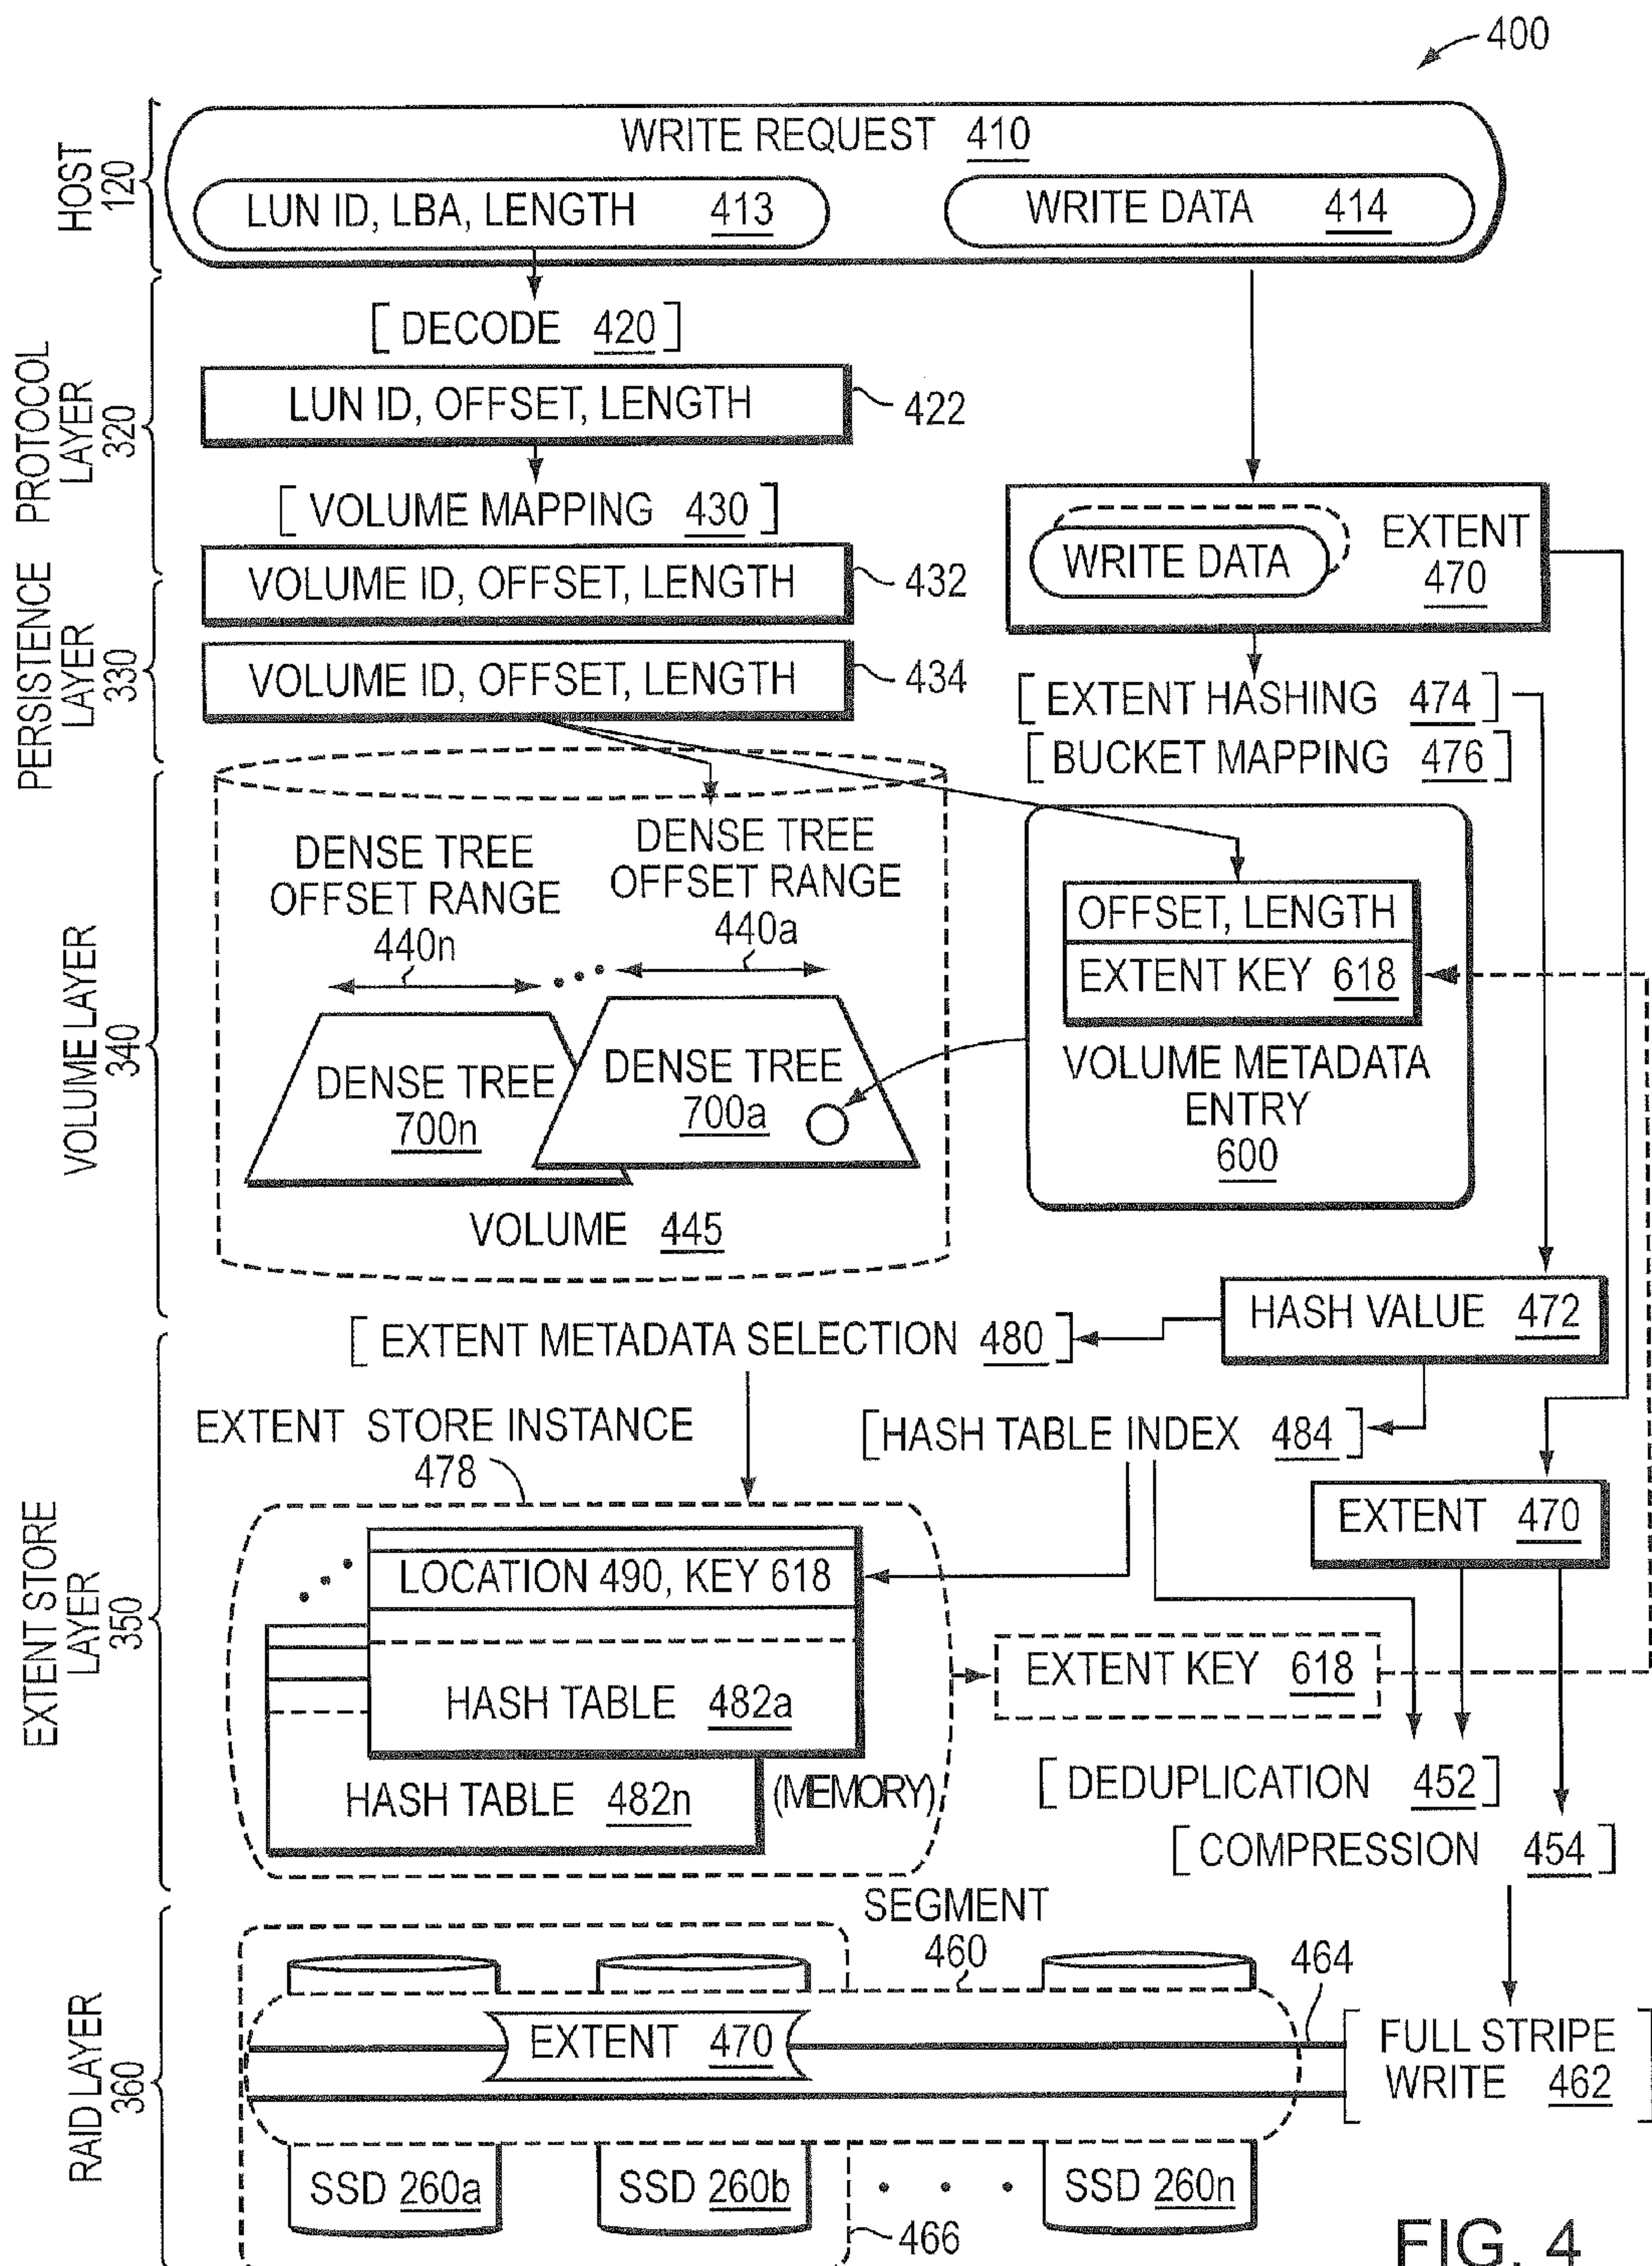 400
HOST
120
WRITE REQUEST 410
LUN ID, LBA, LENGTH 413
WRITE DATA 414
PROTOCOL
LAYER
320
[ DECODE 420 ]
LUN ID, OFFSET, LENGTH
422
[ VOLUME MAPPING 430 ]
WRITE DATA
EXTENT
470
PERSISTENCE
LAYER
330
VOLUME ID, OFFSET, LENGTH
432
VOLUME ID, OFFSET, LENGTH
434
[ EXTENT HASHING 474 ]
[ BUCKET MAPPING 476 ]
VOLUME LAYER
340
DENSE TREE
OFFSET RANGE
440n
DENSE TREE
OFFSET RANGE
440a
DENSE TREE
700n
DENSE TREE
700a
VOLUME 445
OFFSET, LENGTH
EXTENT KEY 618
VOLUME METADATA
ENTRY
600
HASH VALUE 472
EXTENT STORE
LAYER
350
[ EXTENT METADATA SELECTION 480 ]
EXTENT STORE INSTANCE
478
[HASH TABLE INDEX 484 ]
EXTENT 470
LOCATION 490, KEY 618
HASH TABLE 482a
HASH TABLE 482n
(MEMORY)
EXTENT KEY 618
[ DEDUPLICATION 452 ]
[ COMPRESSION 454 ]
RAID LAYER
360
SEGMENT
460
464
EXTENT 470
[ FULL STRIPE
WRITE 462 ]
SSD 260a
SSD 260b
• • •
SSD 260n
466
FIG. 4